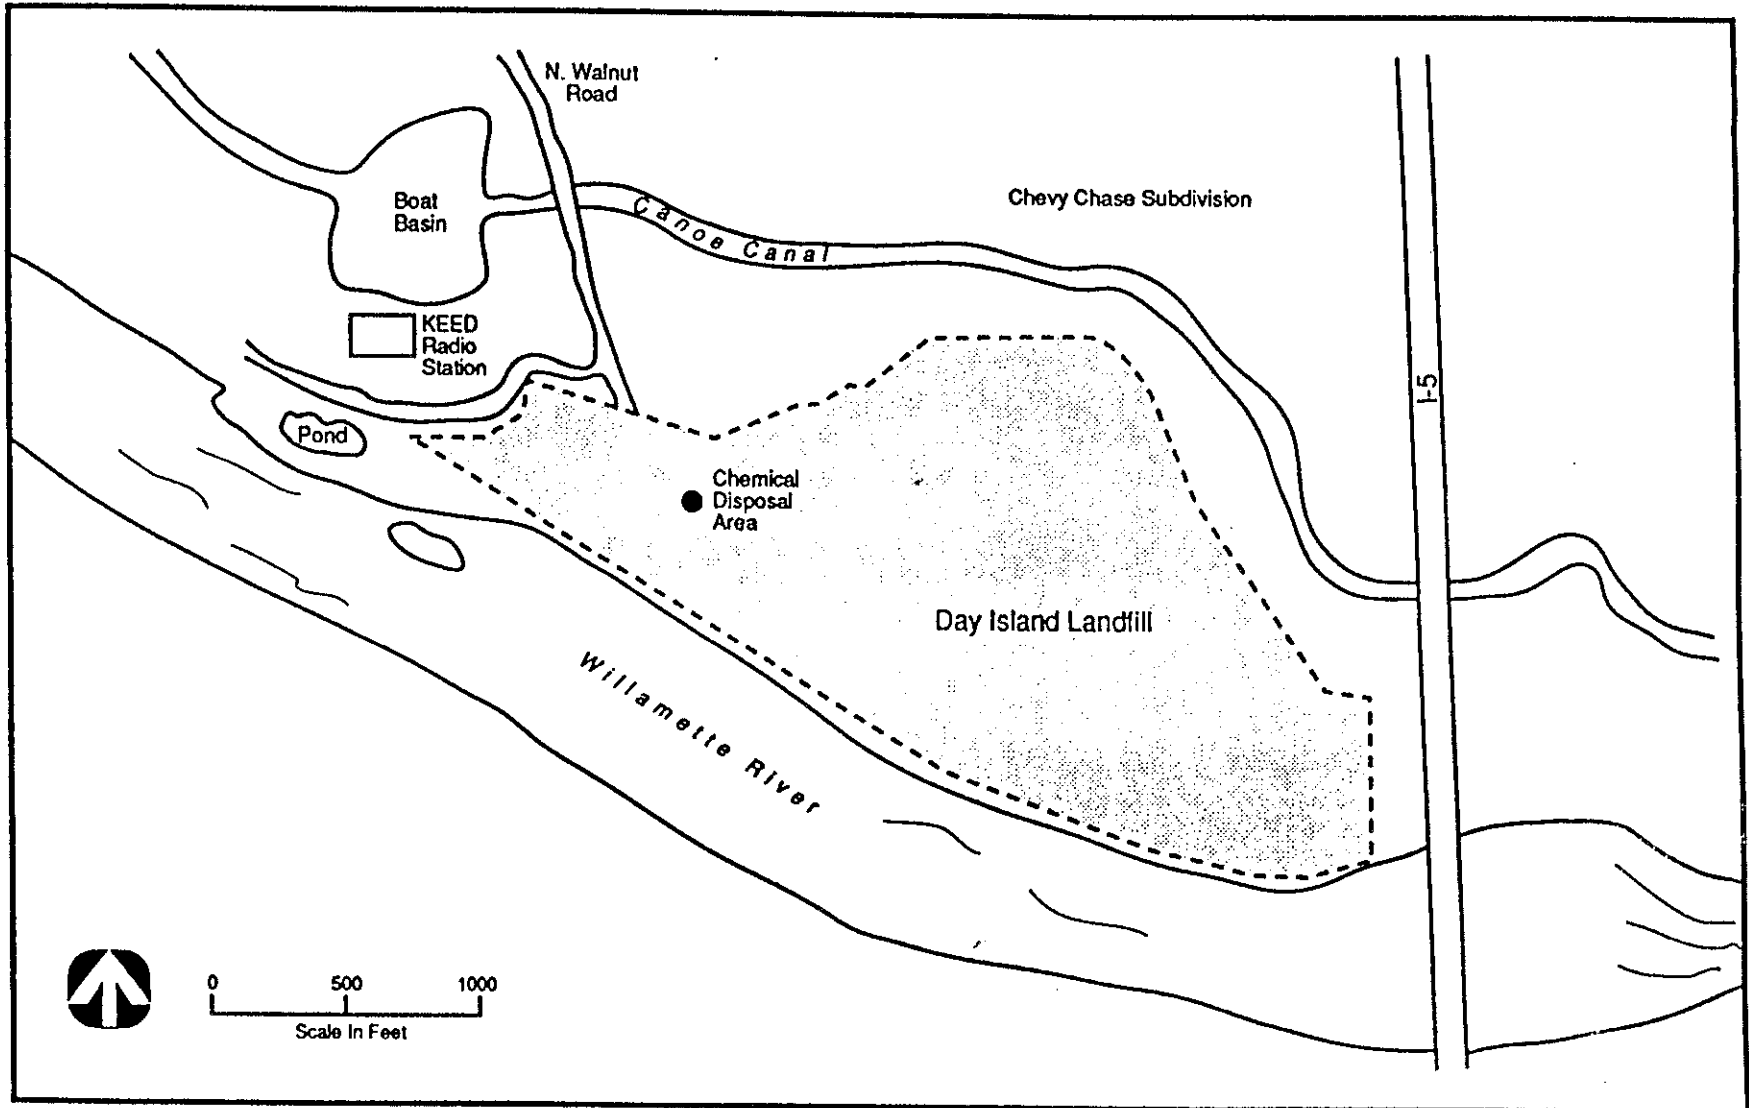 N. Walnut
Road
Boat
Basin
Canoe Canal
Chevy Chase Subdivision
KEED
Radio
Station
I-5
Pond
Chemical
Disposal
Area
Day Island Landfill
Willamette River
0 500 1000
Scale In Feet